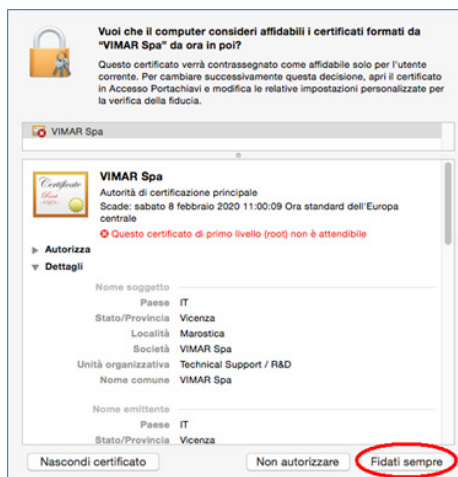 Vuoi che il computer consideri affidabili i certificati formati da
“VIMAR Spa” da ora in poi?
Questo certificato verrà contrassegnato come affidabile solo per l'utente
corrente. Per cambiare successivamente questa decisione, apri il certificato
in Accesso Portachiavi e modifica le relative impostazioni personalizzate per
la verifica della fiducia.
VIMAR Spa
Certificate
Root
VIMAR Spa
Autorità di certificazione principale
Scade: sabato 8 febbraio 2020 11:00:09 Ora standard dell'Europa
centrale
Questo certificato di primo livello (root) non è attendibile
Autorizza
Dettagli
Nome soggetto
Paese IT
Stato/Provincia Vicenza
Località Marostica
Società VIMAR Spa
Unità organizzativa Technical Support / R&D
Nome comune VIMAR Spa
Nome emittente
Paese IT
Stato/Provincia Vicenza
Nascondi certificato Non autorizzare Fidati sempre